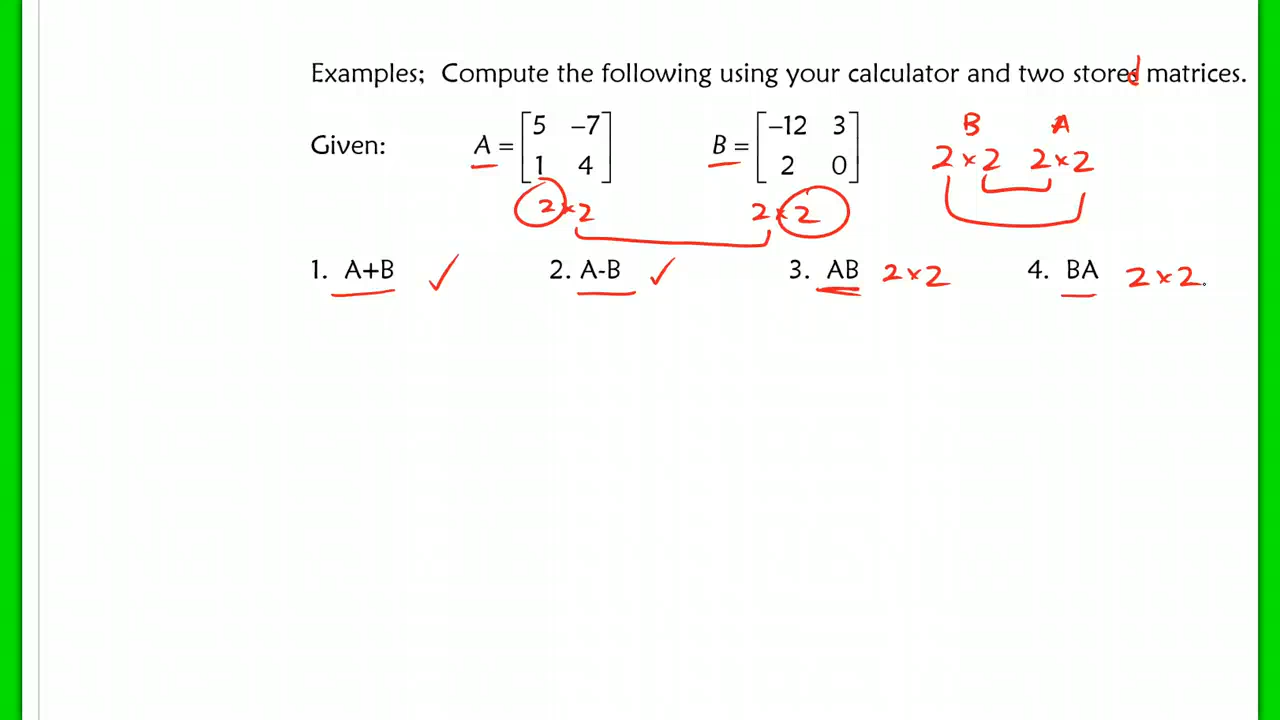 Examples; Compute the following using your calculator and two stored matrices.
Given: A = [5 −7 1 4] B = [−12 3 2 0]
B A
2×2 2×2
2×2 2×2
1. A+B ✓ 2. A-B ✓ 3. AB 2×2 4. BA 2×2